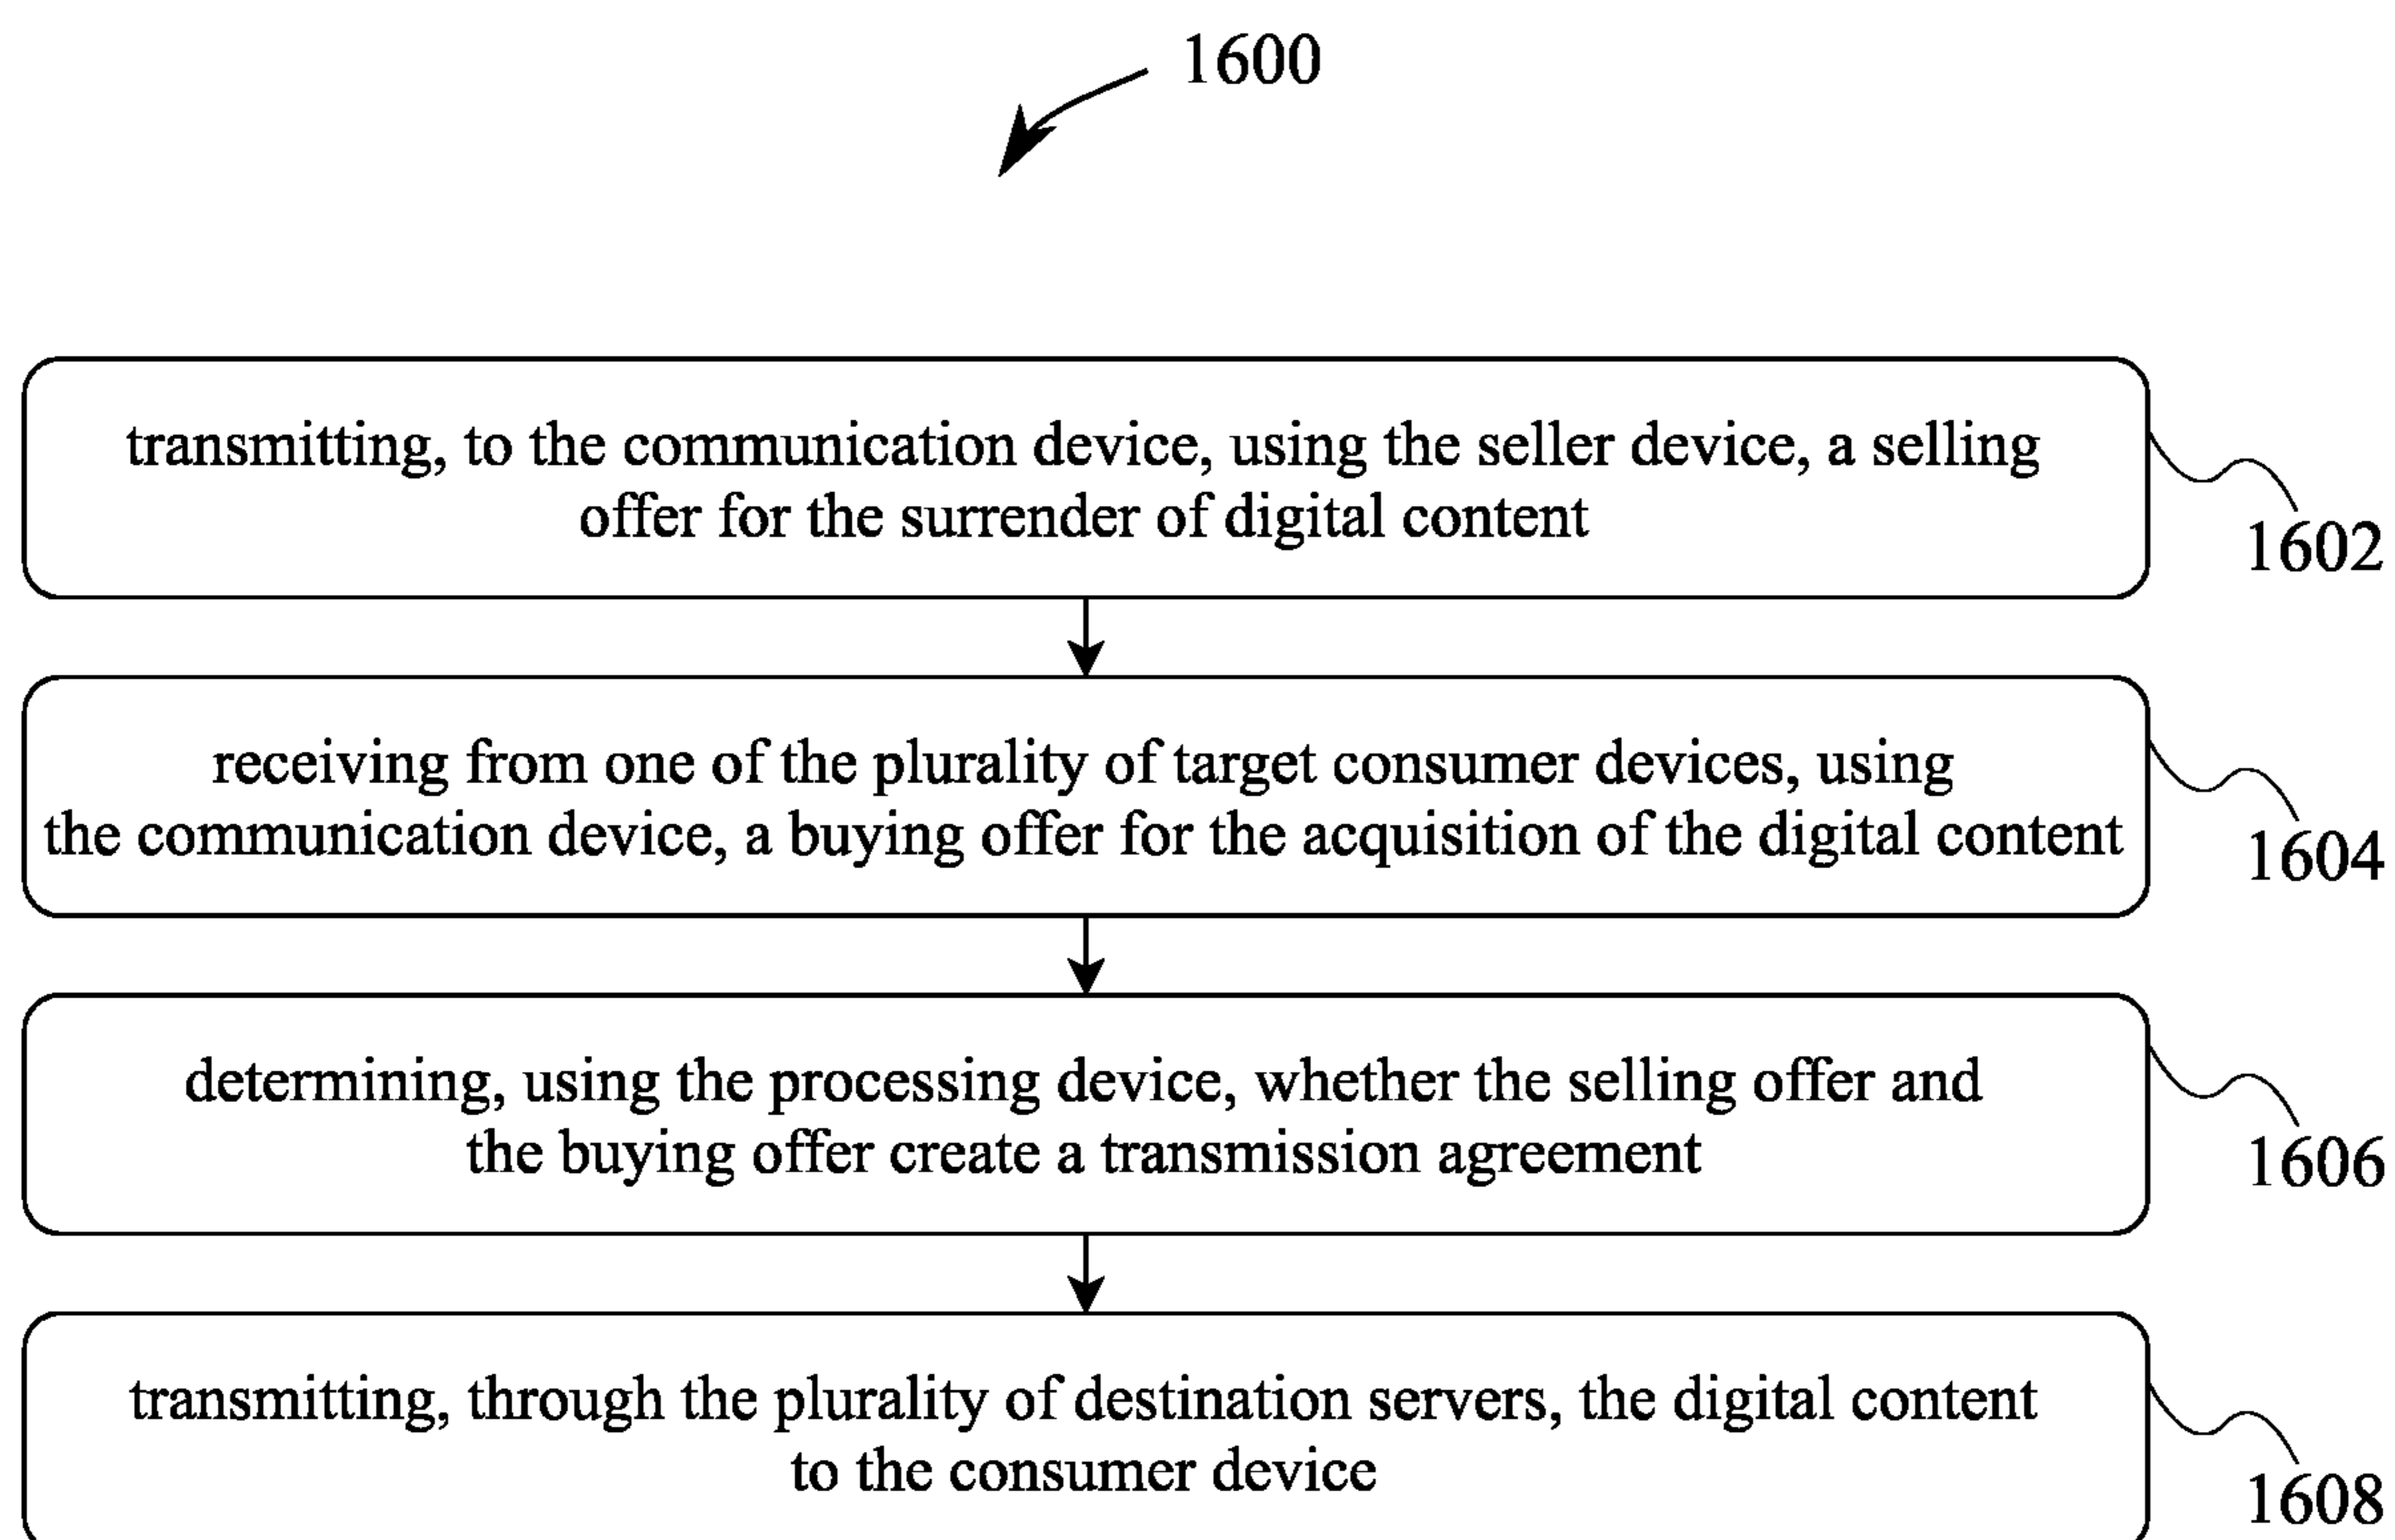 1600
transmitting, to the communication device, using the seller device, a selling
offer for the surrender of digital content
1602
receiving from one of the plurality of target consumer devices, using
the communication device, a buying offer for the acquisition of the digital content
1604
determining, using the processing device, whether the selling offer and
the buying offer create a transmission agreement
1606
transmitting, through the plurality of destination servers, the digital content
to the consumer device
1608